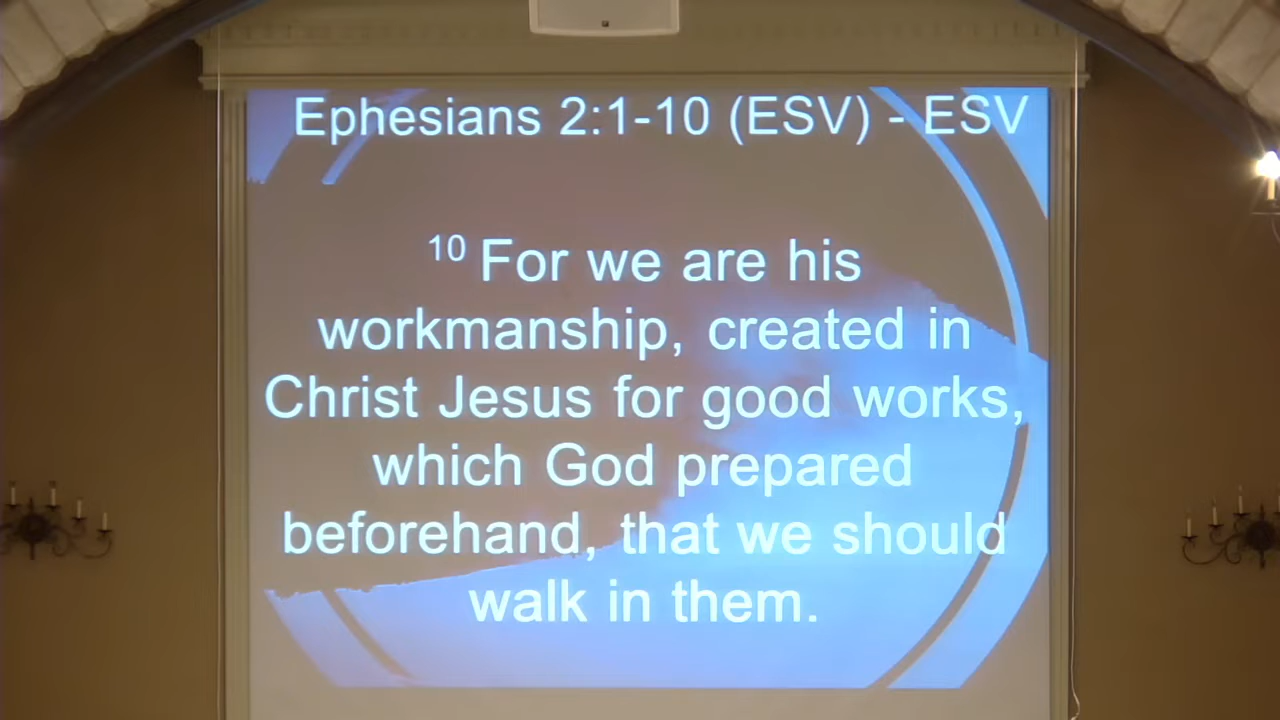 Ephesians 2:1-10 (ESV) - ESV
10 For we are his
workmanship, created in
Christ Jesus for good works,
which God prepared
beforehand, that we should
walk in them.